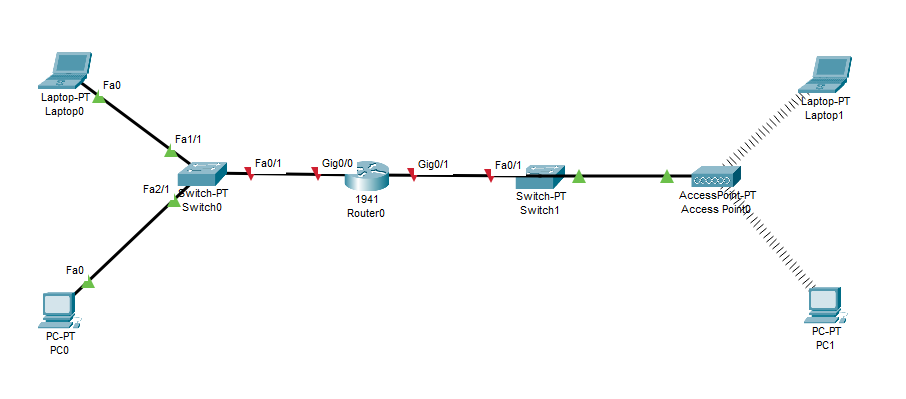 Fa0
Laptop-PT
Laptop0
Fa1/1
Fa2/1
Switch-PT
Switch0
Fa0/1
Gig0/0
1941
Router0
Gig0/1
Fa0/1
Switch-PT
Switch1
AccessPoint-PT
Access Point0
Laptop-PT
Laptop1
Fa0
PC-PT
PC0
PC-PT
PC1